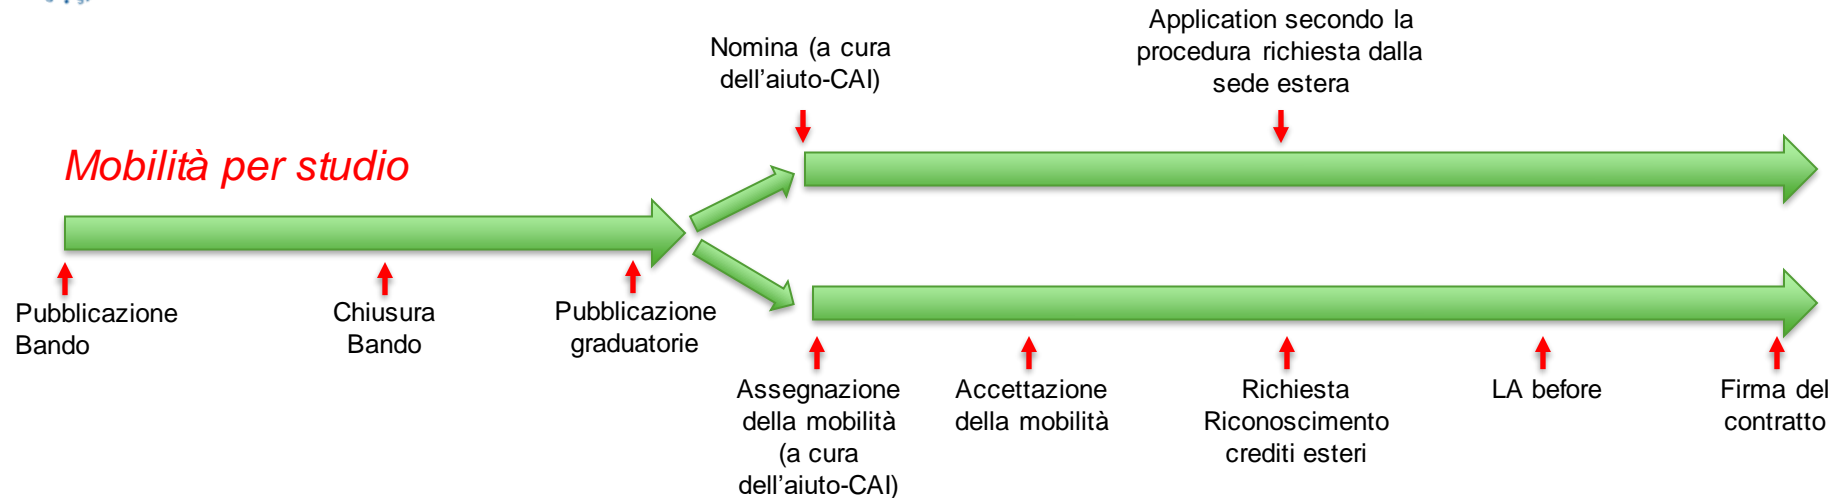 Application secondo la
procedura richiesta dalla
sede estera
Nomina (a cura
dell’aiuto-CAI)
Mobilità per studio
Pubblicazione
Bando
Chiusura
Bando
Pubblicazione
graduatorie
Assegnazione
della mobilità
(a cura
dell’aiuto-CAI)
Accettazione
della mobilità
Richiesta
Riconoscimento
crediti esteri
LA before
Firma del
contratto